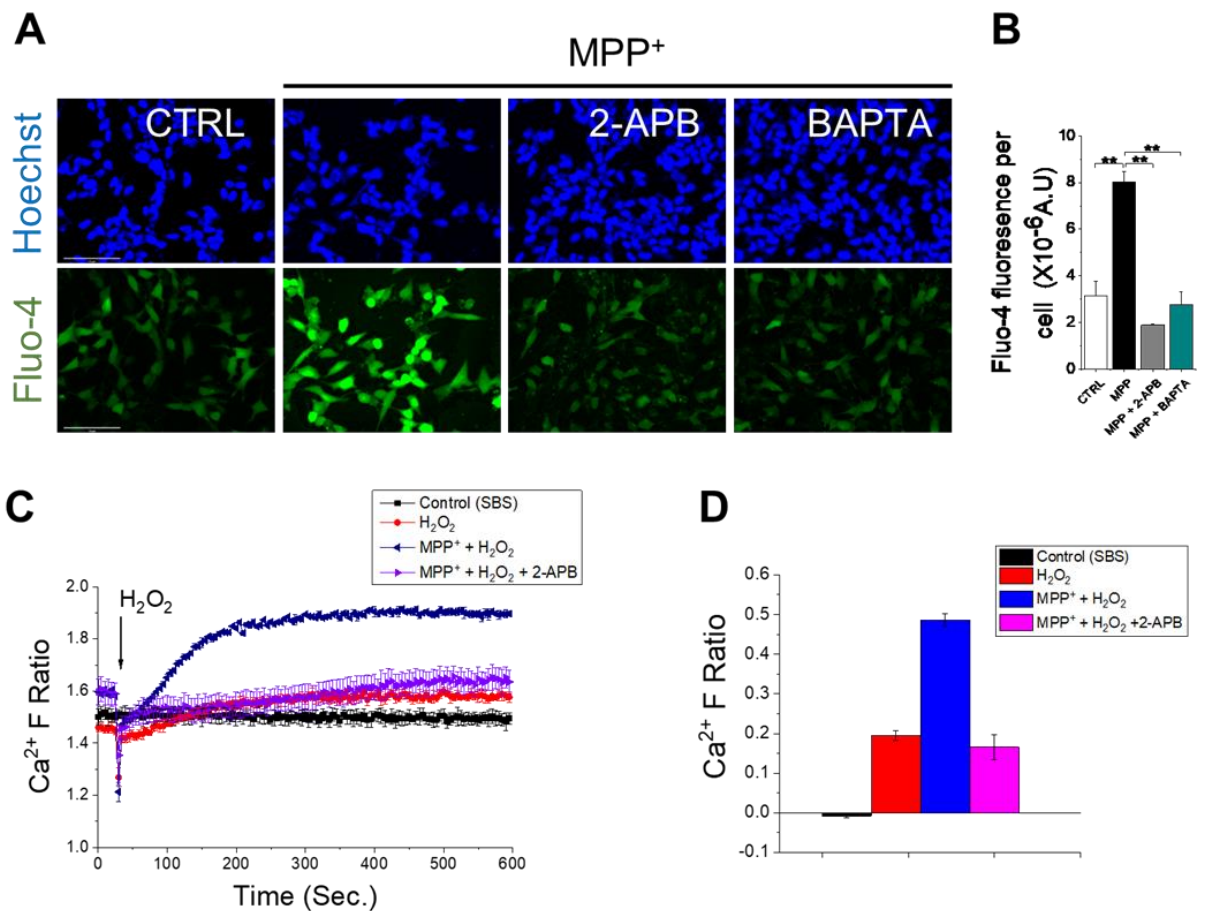 A
MPP⁺
Hoechst
CTRL
2-APB
BAPTA
Fluo-4
B
Fluo-4 fluoresence per
cell (X10⁻⁶A.U)
10
8
6
4
2
0
**
**
**
CTRL
MPP
MPP + 2-APB
MPP + BAPTA
C
Control (SBS)
H₂O₂
MPP⁺ + H₂O₂
MPP⁺ + H₂O₂ + 2-APB
Ca²⁺ F Ratio
2.0
1.8
1.6
1.4
1.2
1.0
H₂O₂
0
100
200
300
400
500
600
Time (Sec.)
D
Control (SBS)
H₂O₂
MPP⁺ + H₂O₂
MPP⁺ + H₂O₂ +2-APB
Ca²⁺ F Ratio
0.6
0.5
0.4
0.3
0.2
0.1
0.0
-0.1